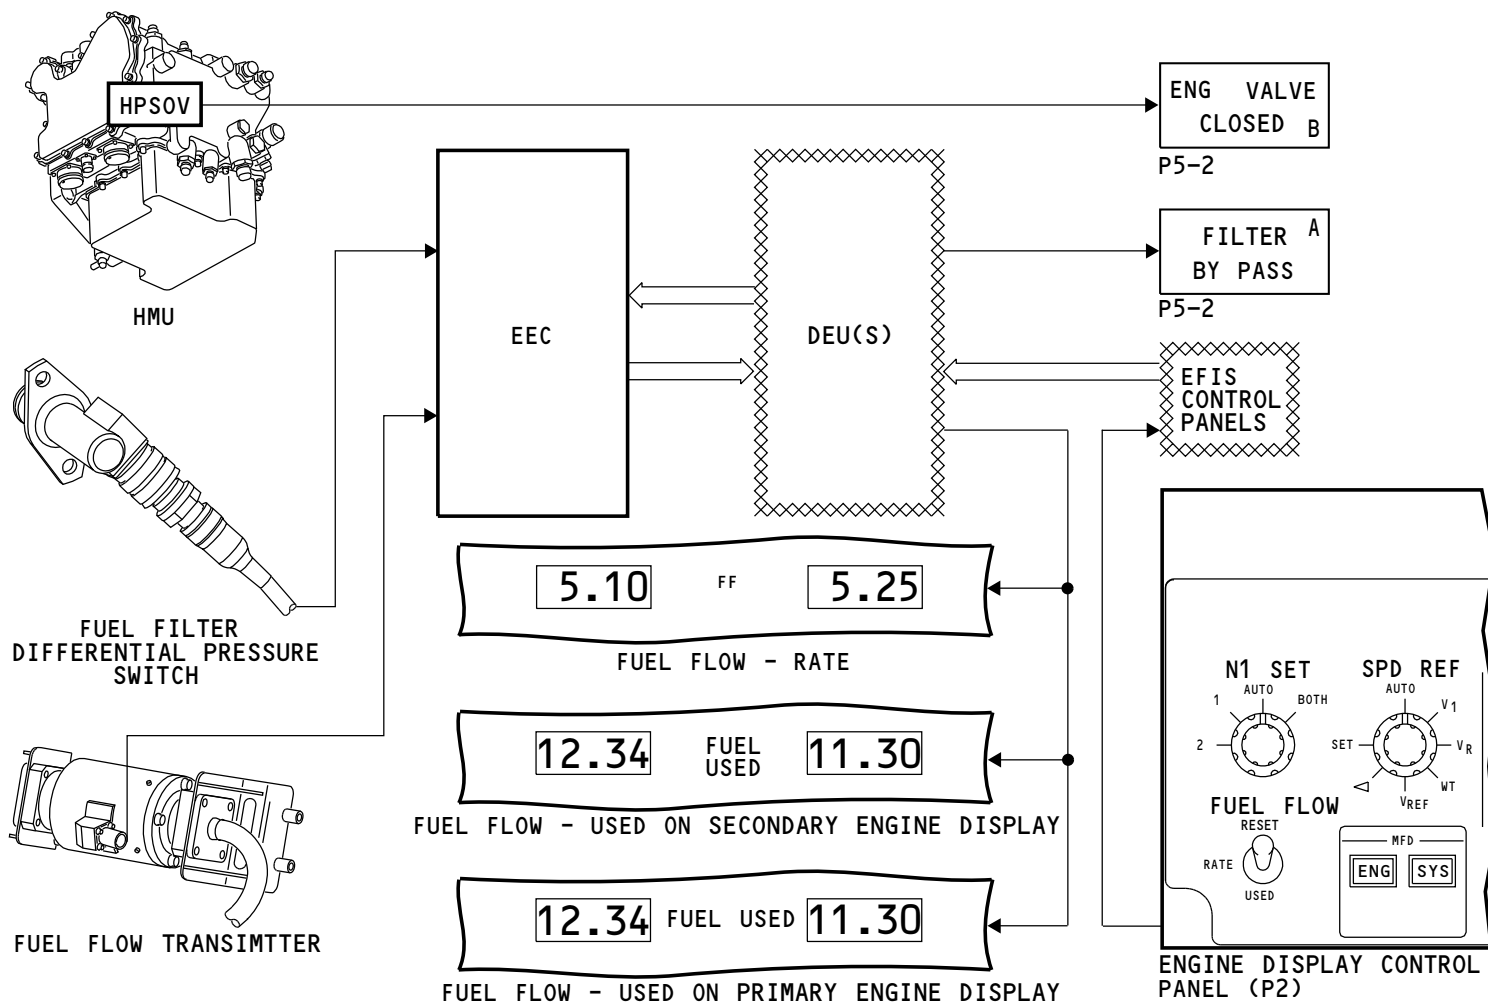 HPSOV
HMU
ENG VALVE
CLOSED B
P5-2
FILTER A
BY PASS
P5-2
EEC
DEU(S)
EFIS
CONTROL
PANELS
FUEL FILTER
DIFFERENTIAL PRESSURE
SWITCH
5.10 FF 5.25
FUEL FLOW - RATE
12.34 FUEL USED 11.30
FUEL FLOW - USED ON SECONDARY ENGINE DISPLAY
12.34 FUEL USED 11.30
FUEL FLOW - USED ON PRIMARY ENGINE DISPLAY
FUEL FLOW TRANSIMTTER
N1 SET
AUTO
1
BOTH
2
SPD REF
AUTO
V1
SET
VR
WT
VREF
FUEL FLOW
RESET
RATE
USED
MFD
ENG SYS
ENGINE DISPLAY CONTROL
PANEL (P2)